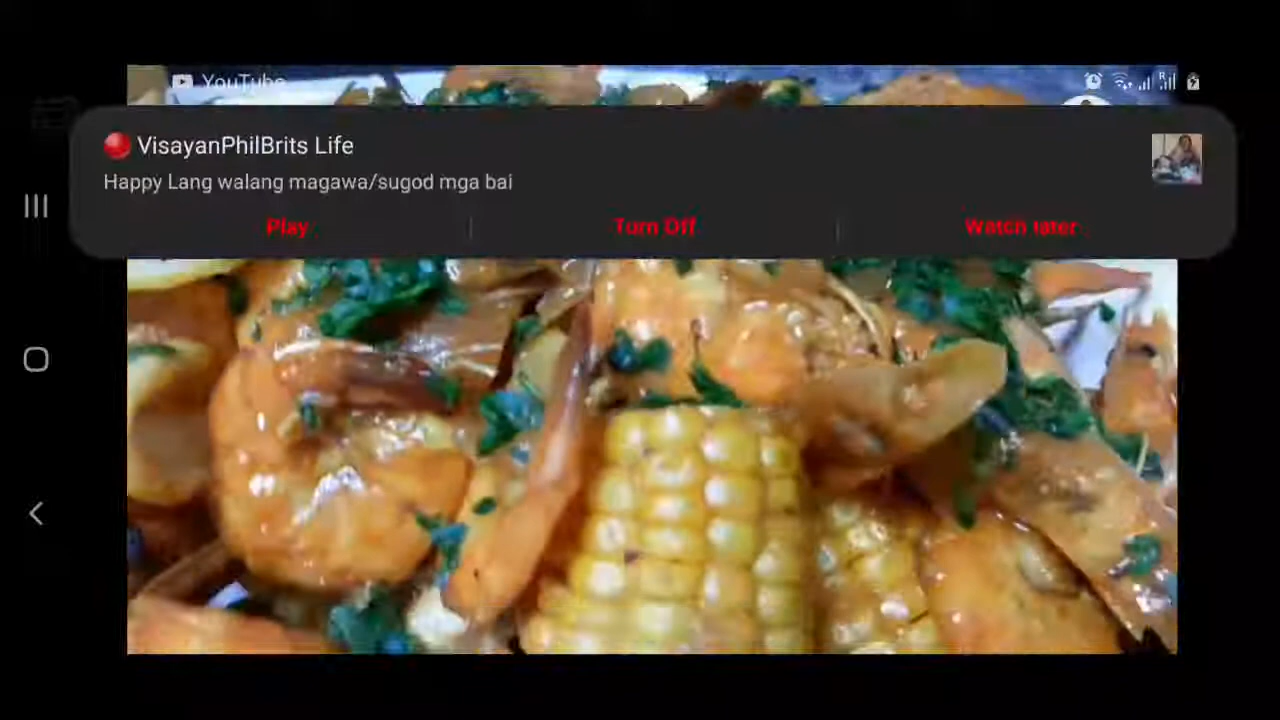 YouTube
VisayanPhilBrits Life
Happy Lang walang magawa/sugod mga bai
Play
Turn Off
Watch later